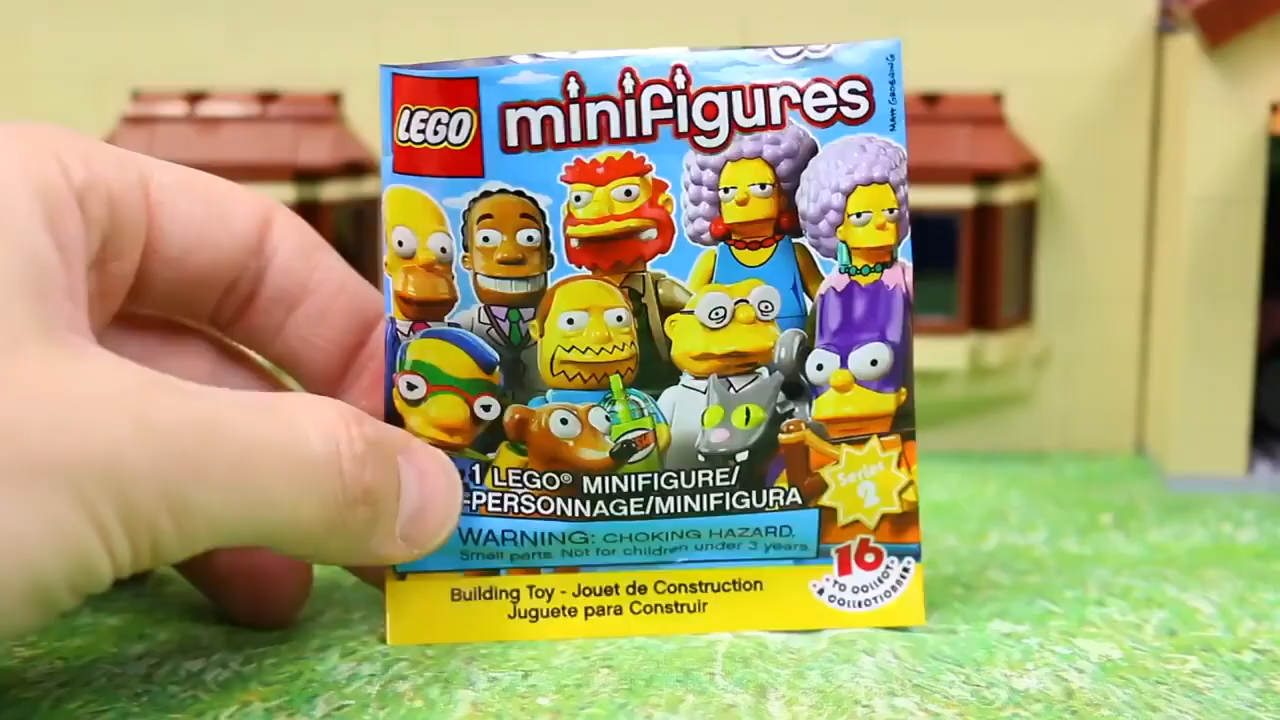 LEGO
minifigures
MATT GROENING
1 LEGO® MINIFIGURE/
-PERSONNAGE/MINIFIGURA
Series
2
WARNING: CHOKING HAZARD.
Small parts. Not for children under 3 years.
16
TO COLLECT
À COLLECTIONNER
Building Toy - Jouet de Construction
Juguete para Construir